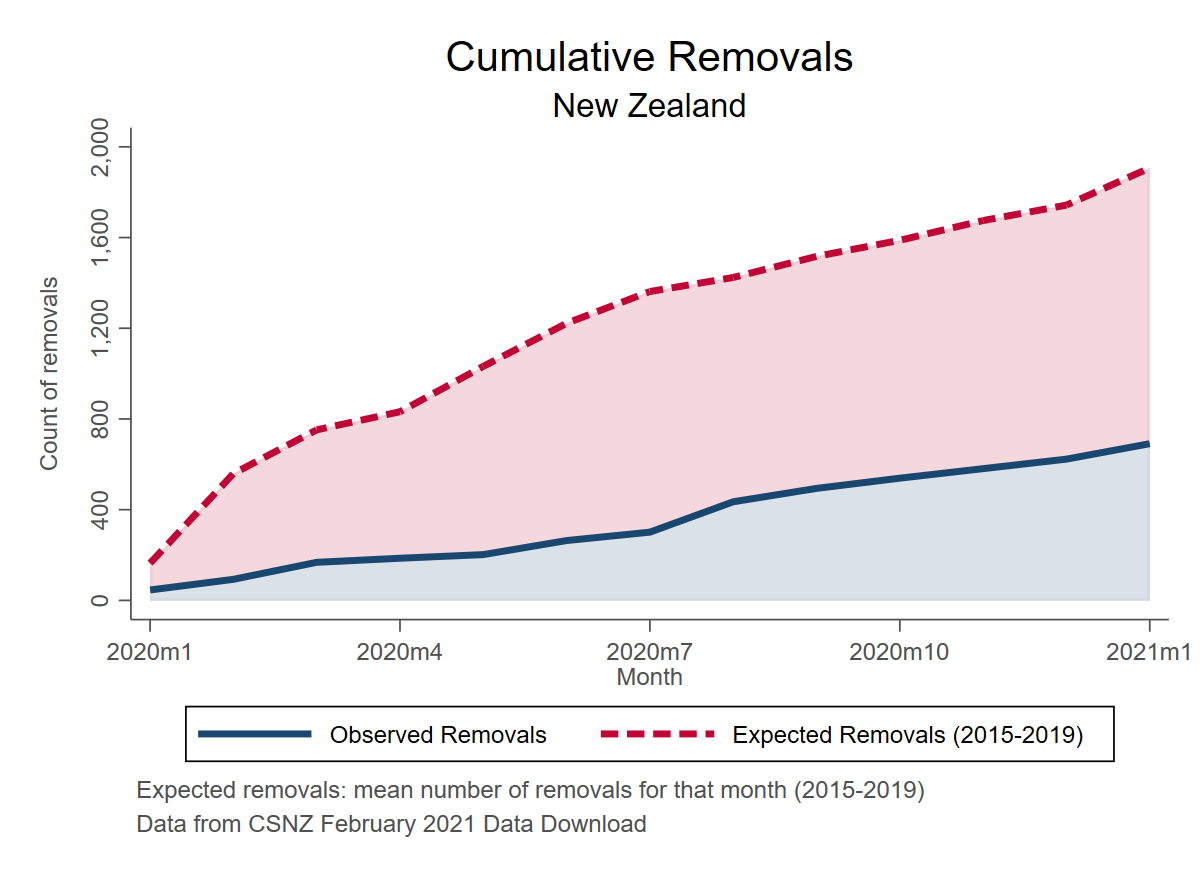 Cumulative Removals
New Zealand
Count of removals
2,000
1,600
1,200
800
400
0
2020m1 2020m4 2020m7 2020m10 2021m1
Month
Observed Removals Expected Removals (2015-2019)
Expected removals: mean number of removals for that month (2015-2019)
Data from CSNZ February 2021 Data Download